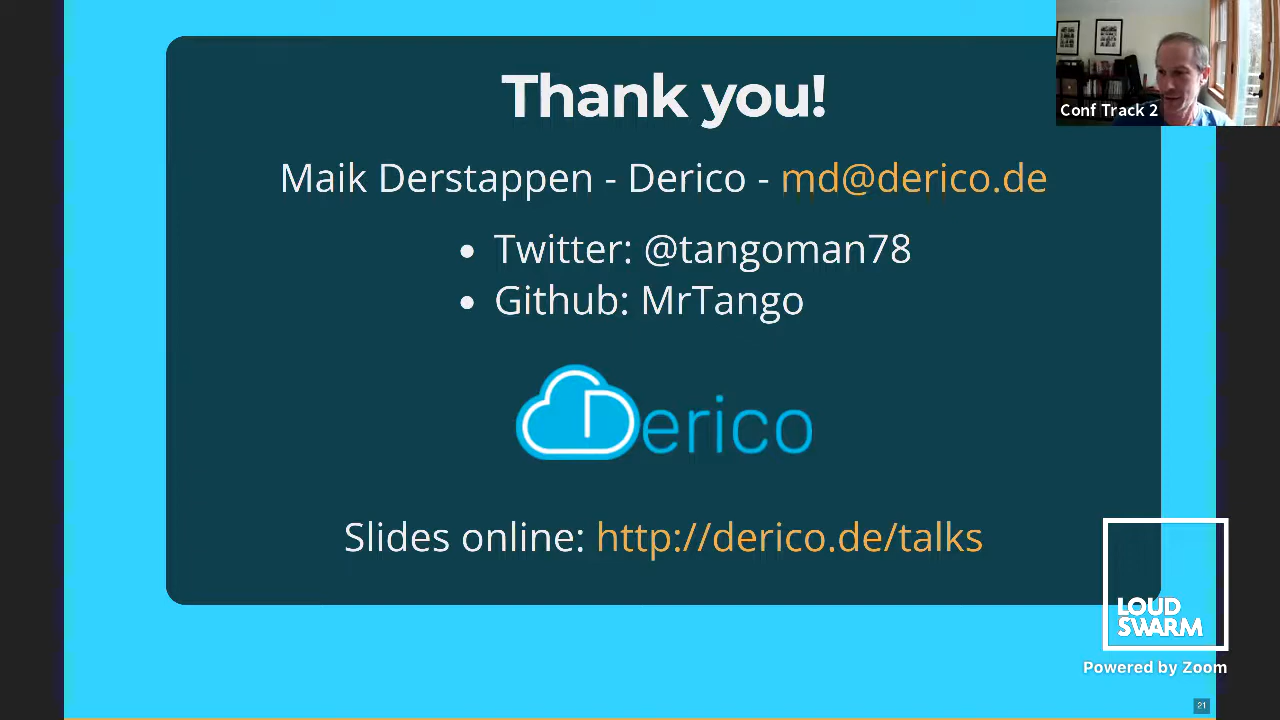 Thank you!
Conf Track 2
Maik Derstappen - Derico - md@derico.de
Twitter: @tangoman78
Github: MrTango
Derico
Slides online: http://derico.de/talks
LOUD
SWARM
Powered by Zoom
21